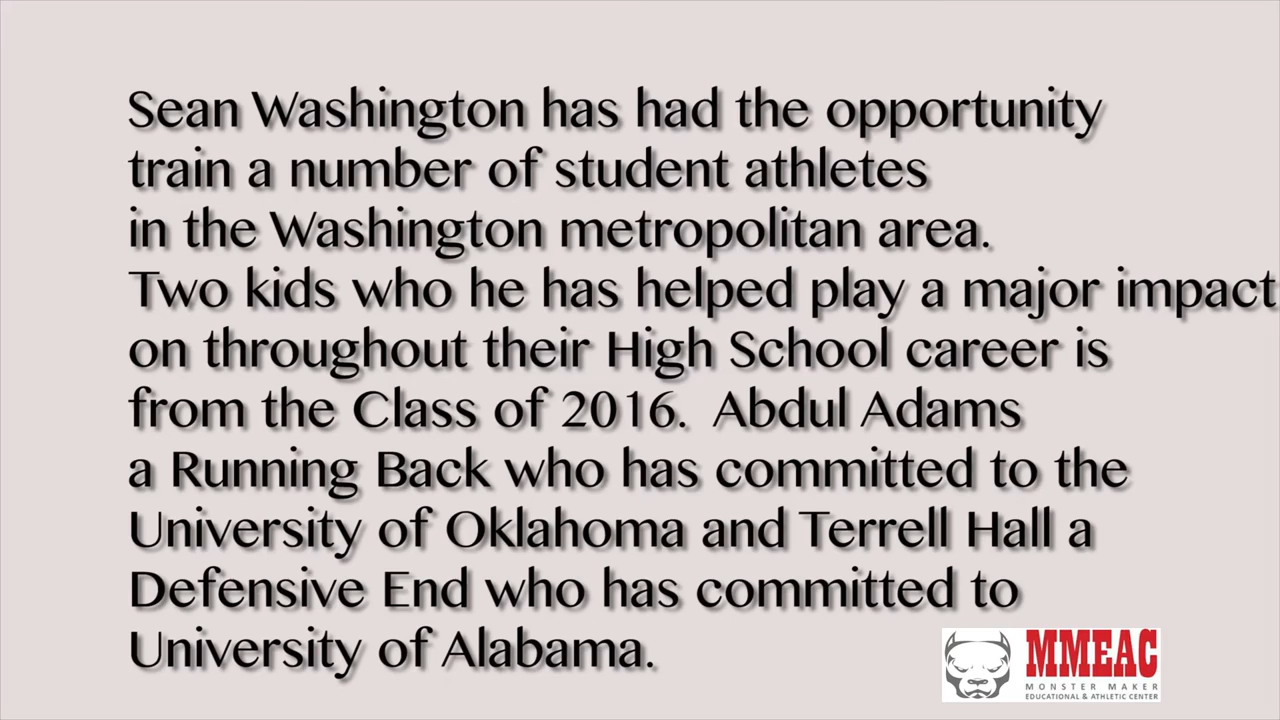 Sean Washington has had the opportunity
train a number of student athletes
in the Washington metropolitan area.
Two kids who he has helped play a major impact
on throughout their High School career is
from the Class of 2016. Abdul Adams
a Running Back who has committed to the
University of Oklahoma and Terrell Hall a
Defensive End who has committed to
University of Alabama.
MMEAC
MONSTER MAKER
EDUCATIONAL & ATHLETIC CENTER